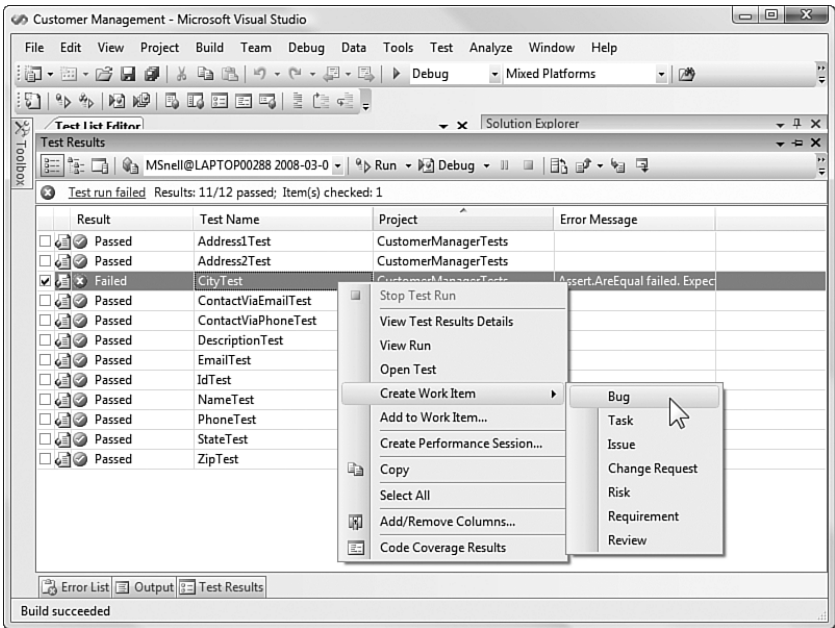 Customer Management - Microsoft Visual Studio
File Edit View Project Build Team Debug Data Tools Test Analyze Window Help
Debug Mixed Platforms
Toolbox
Test List Editor
Solution Explorer
Test Results
MSnell@LAPTOP00288 2008-03-0 Run Debug
Test run failed Results: 11/12 passed; Item(s) checked: 1
Result Test Name Project Error Message
Passed Address1Test CustomerManagerTests
Passed Address2Test CustomerManagerTests
Failed CityTest CustomerManagerTests Assert.AreEqual failed. Expec
Passed ContactViaEmailTest
Passed ContactViaPhoneTest
Passed DescriptionTest
Passed EmailTest
Passed IdTest
Passed NameTest
Passed PhoneTest
Passed StateTest
Passed ZipTest
Stop Test Run
View Test Results Details
View Run
Open Test
Create Work Item
Add to Work Item...
Create Performance Session...
Copy
Select All
Add/Remove Columns...
Code Coverage Results
Bug
Task
Issue
Change Request
Risk
Requirement
Review
Error List Output Test Results
Build succeeded